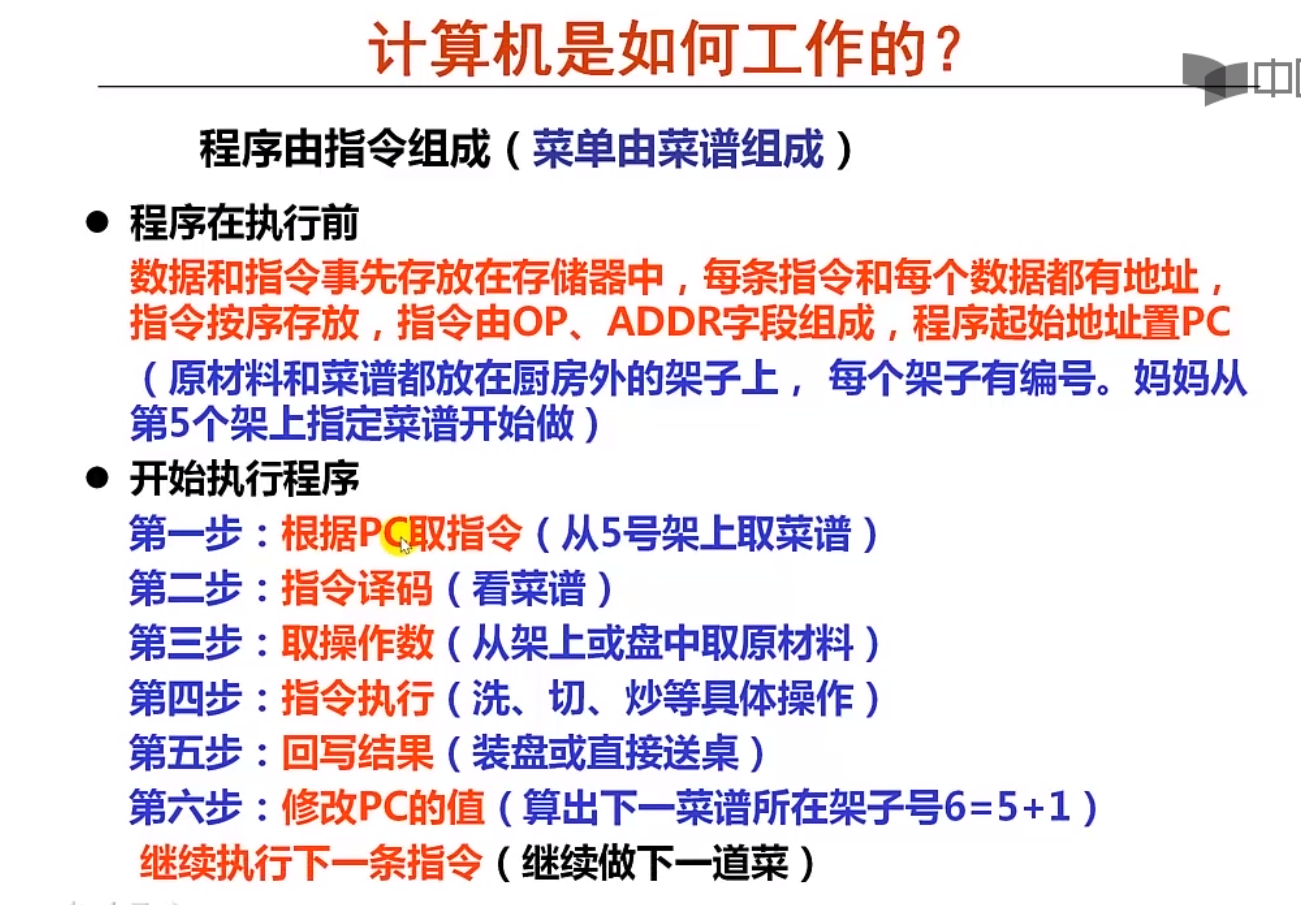 计算机是如何工作的？
中
程序由指令组成（菜单由菜谱组成）
● 程序在执行前
数据和指令事先存放在存储器中，每条指令和每个数据都有地址，
指令按序存放，指令由OP、ADDR字段组成，程序起始地址置PC
（原材料和菜谱都放在厨房外的架子上， 每个架子有编号。妈妈从
第5个架上指定菜谱开始做）
● 开始执行程序
第一步：根据PC取指令（从5号架上取菜谱）
第二步：指令译码（看菜谱）
第三步：取操作数（从架上或盘中取原材料）
第四步：指令执行（洗、切、炒等具体操作）
第五步：回写结果（装盘或直接送桌）
第六步：修改PC的值（算出下一菜谱所在架子号6=5+1）
继续执行下一条指令（继续做下一道菜）